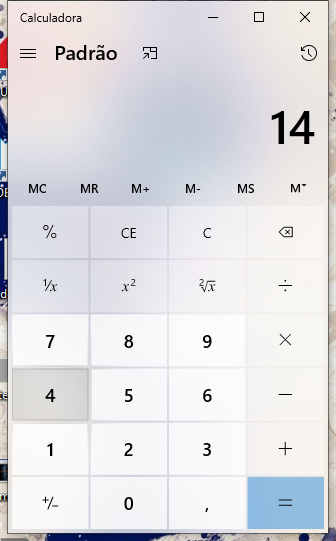 Calculadora
Padrão
14
MC MR M+ M- MS M˅
% CE C
¹/x x² ²√x ÷
7 8 9 ×
4 5 6 −
1 2 3 +
+/− 0 , =